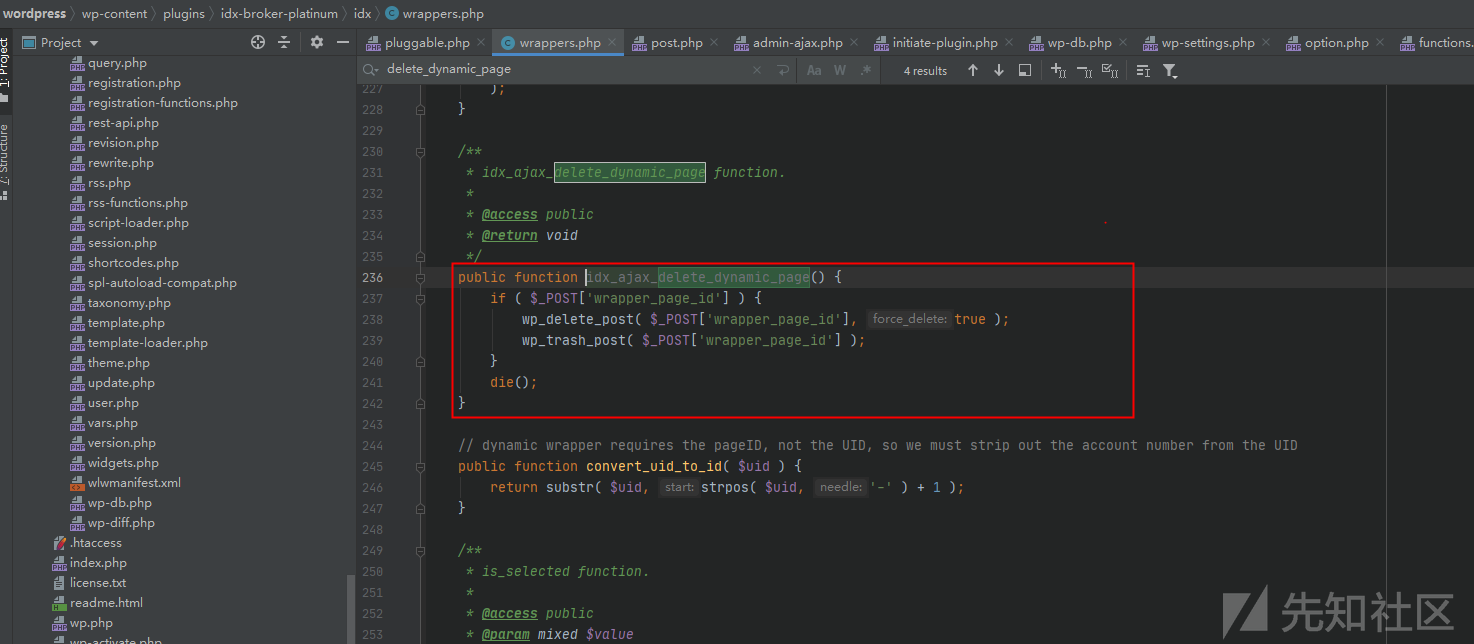 wordpress wp-content plugins idx-broker-platinum idx wrappers.php
1: Project
7: Structure
Project
pluggable.php wrappers.php post.php admin-ajax.php initiate-plugin.php wp-db.php wp-settings.php option.php functions.
delete_dynamic_page Aa W .* 4 results
query.php
registration.php
registration-functions.php
rest-api.php
revision.php
rewrite.php
rss.php
rss-functions.php
script-loader.php
session.php
shortcodes.php
spl-autoload-compat.php
taxonomy.php
template.php
template-loader.php
theme.php
update.php
user.php
vars.php
version.php
widgets.php
wlwmanifest.xml
wp-db.php
wp-diff.php
.htaccess
index.php
license.txt
readme.html
wp.php
wp-activate.php
227 );
228 }
229
230 /**
231 * idx_ajax_delete_dynamic_page function.
232 *
233 * @access public
234 * @return void
235 */
236 public function idx_ajax_delete_dynamic_page() {
237 if ( $_POST['wrapper_page_id'] ) {
238 wp_delete_post( $_POST['wrapper_page_id'], force_delete: true );
239 wp_trash_post( $_POST['wrapper_page_id'] );
240 }
241 die();
242 }
243
244 // dynamic wrapper requires the pageID, not the UID, so we must strip out the account number from the UID
245 public function convert_uid_to_id( $uid ) {
246 return substr( $uid, start: strpos( $uid, needle: '-' ) + 1 );
247 }
248
249 /**
250 * is_selected function.
251 *
252 * @access public
253 * @param mixed $value
先知社区